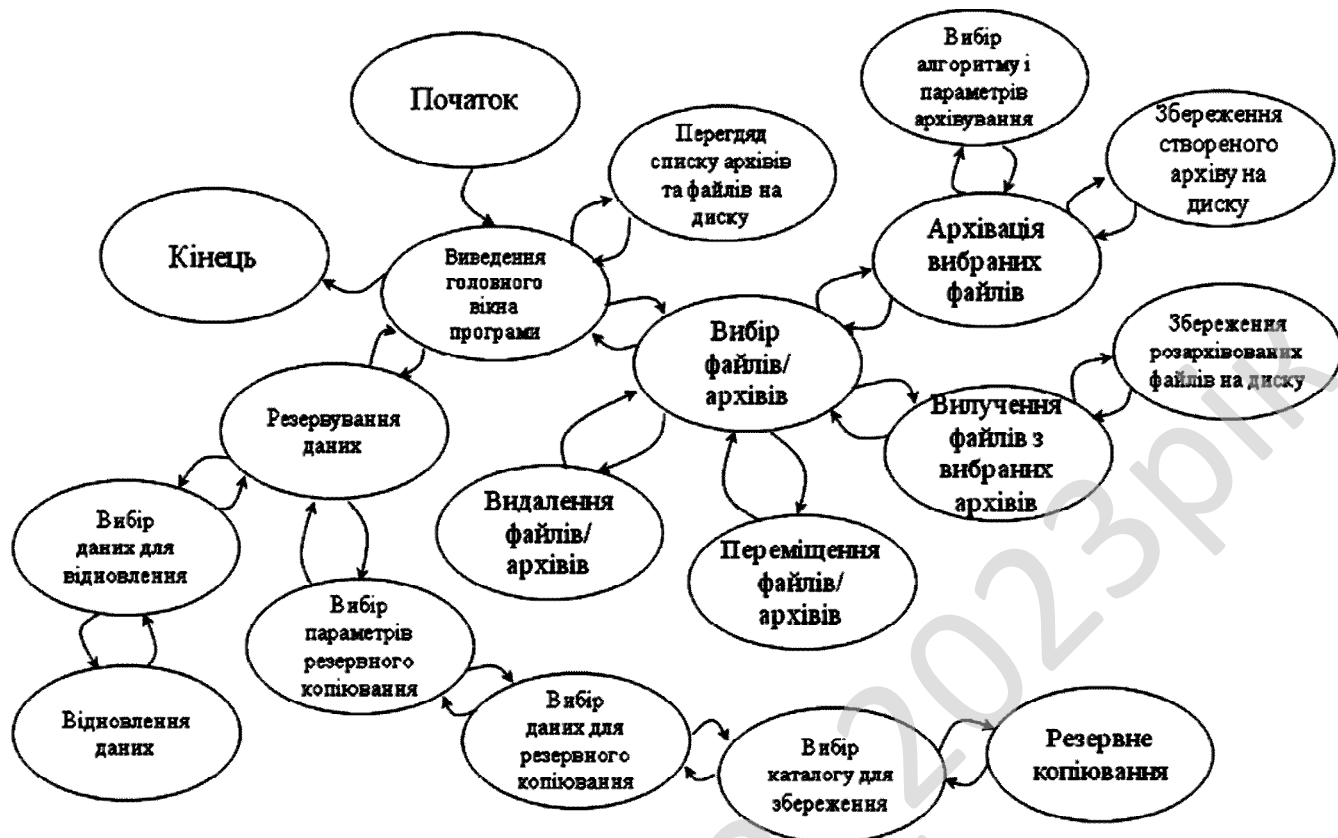 Початок
Вибір
алгоритму і
параметрів
архівування
Перегдяд
списку архівів
та файлів на
диску
Збереження
створеного
архіву на
диску
Кінець
Виведення
головного
вікна
програми
Архівація
вибраних
файлів
Вибір
файлів/
архівів
Збереження
розархівованих
файлів на диску
Резервування
даних
Вилучення
файлів з
вибраних
архівів
Видалення
файлів/
архівів
Переміщення
файлів/
архівів
Вибір
даних для
відновлення
Вибір
параметрів
резервного
копіювання
Відновлення
даних
Вибір
даних для
резервного
копіювання
Вибір
каталогу для
збереження
Резервне
копіювання
2023рік